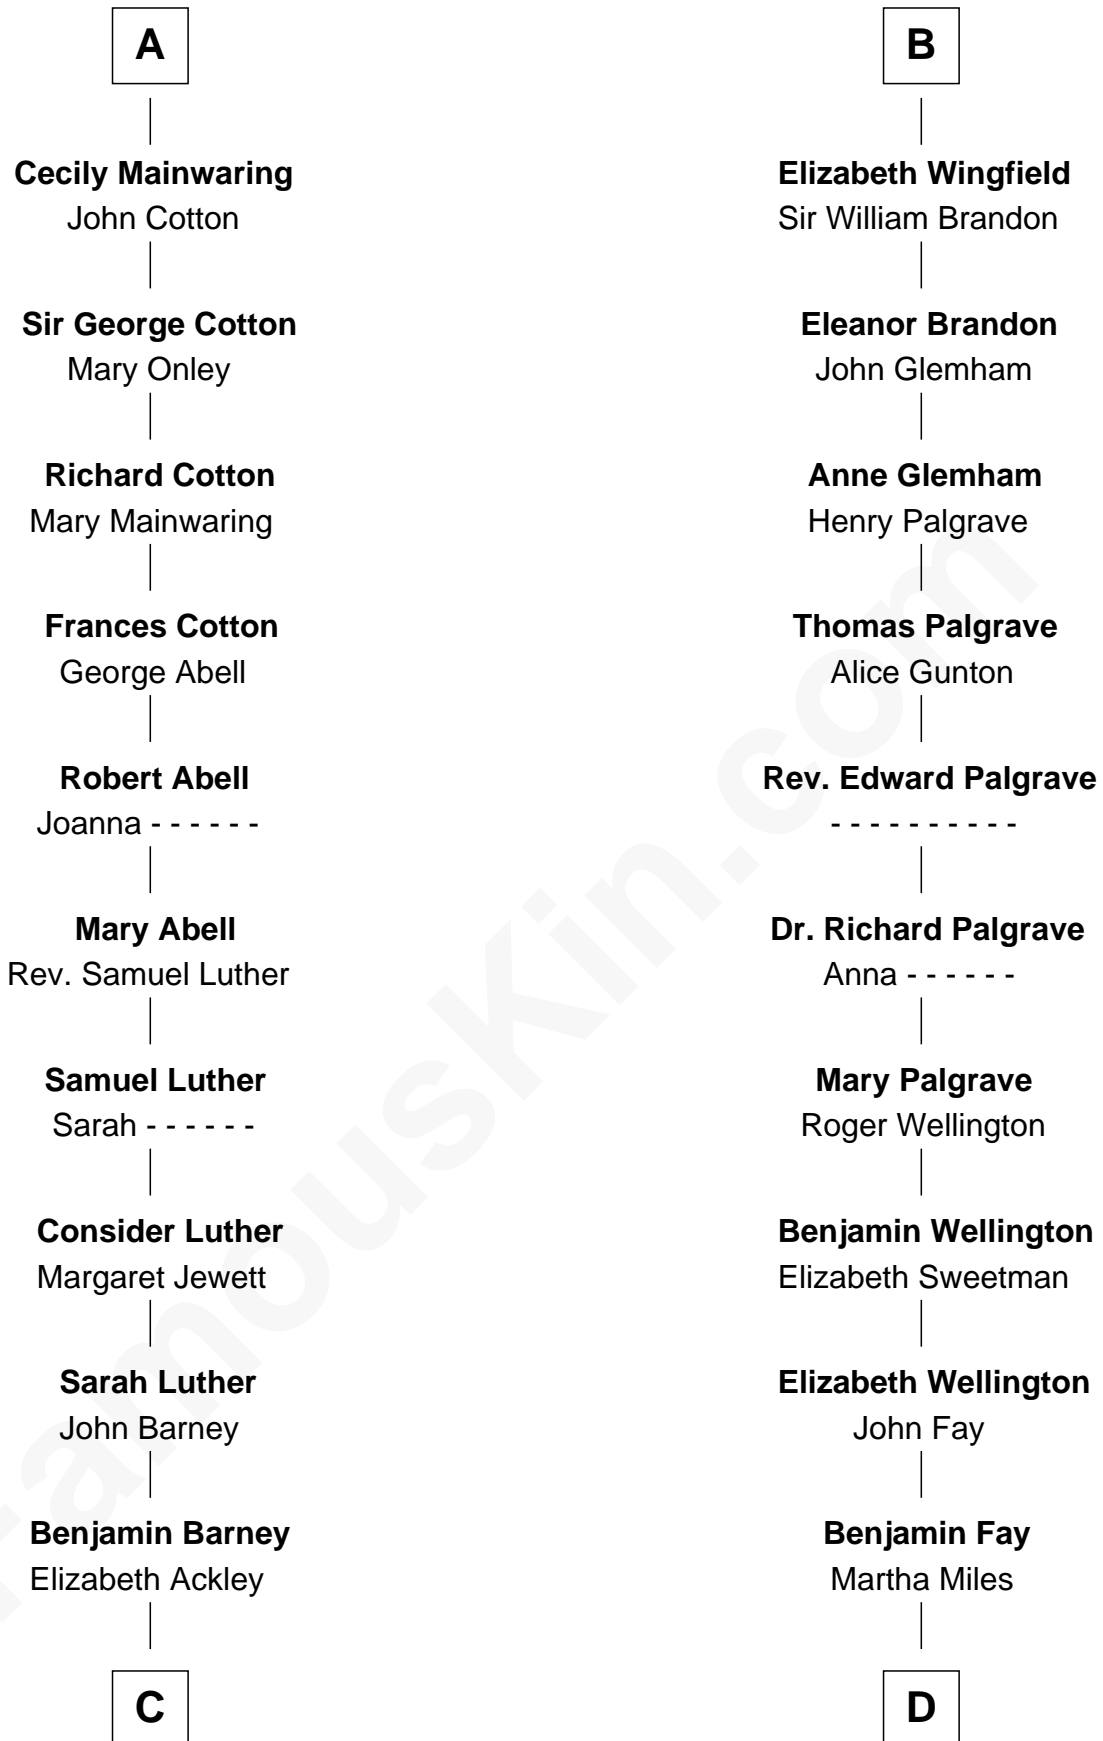 A
Cecily Mainwaring
John Cotton
Sir George Cotton
Mary Onley
Richard Cotton
Mary Mainwaring
Frances Cotton
George Abell
Robert Abell
Joanna - - - - - -
Mary Abell
Rev. Samuel Luther
Samuel Luther
Sarah - - - - - -
Consider Luther
Margaret Jewett
Sarah Luther
John Barney
Benjamin Barney
Elizabeth Ackley
C
B
Elizabeth Wingfield
Sir William Brandon
Eleanor Brandon
John Glemham
Anne Glemham
Henry Palgrave
Thomas Palgrave
Alice Gunton
Rev. Edward Palgrave
- - - - - - - - - -
Dr. Richard Palgrave
Anna - - - - - -
Mary Palgrave
Roger Wellington
Benjamin Wellington
Elizabeth Sweetman
Elizabeth Wellington
John Fay
Benjamin Fay
Martha Miles
D
FamousKin.com